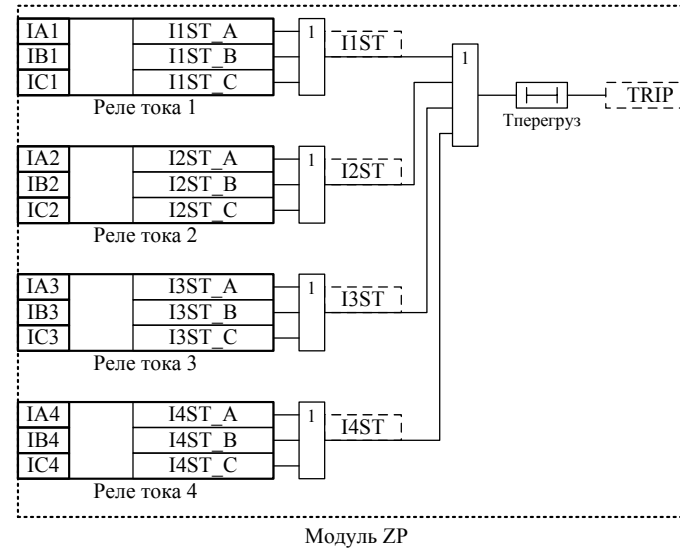 IA1 I1ST_A 1
IB1 I1ST_B I1ST 1
IC1 I1ST_C
Реле тока 1
TRIP
Tперегруз
IA2 I2ST_A 1
IB2 I2ST_B I2ST
IC2 I2ST_C
Реле тока 2
IA3 I3ST_A 1
IB3 I3ST_B I3ST
IC3 I3ST_C
Реле тока 3
IA4 I4ST_A 1
IB4 I4ST_B I4ST
IC4 I4ST_C
Реле тока 4
Модуль ZP